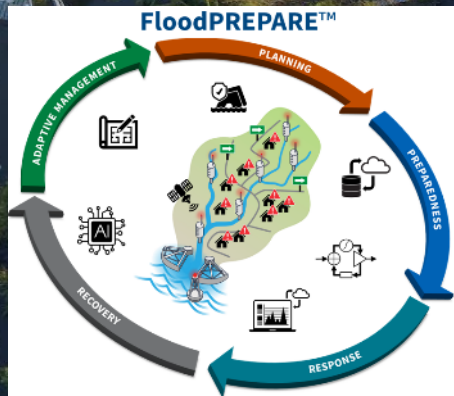 FloodPREPARE™
PLANNING
PREPAREDNESS
RESPONSE
RECOVERY
ADAPTIVE MANAGEMENT
AI